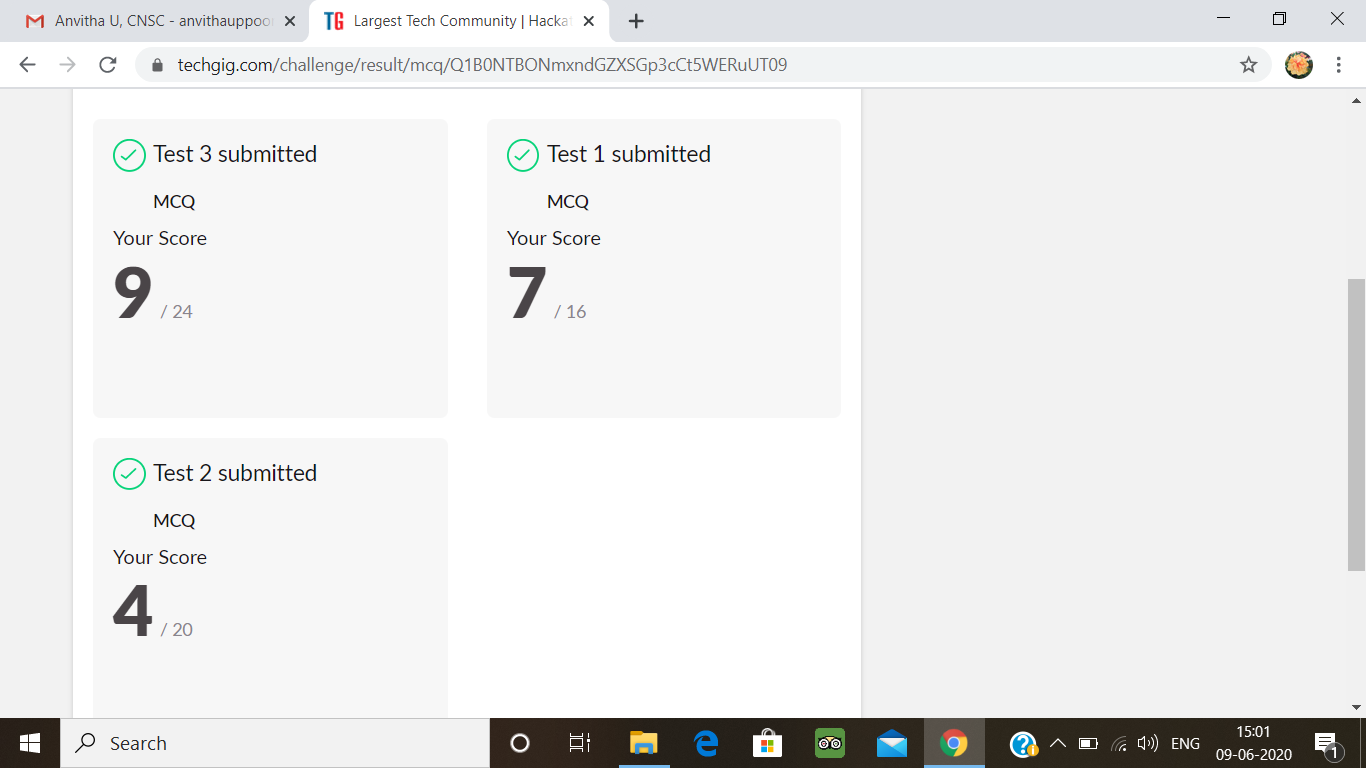 Anvitha U, CNSC - anvithauppoo
TG Largest Tech Community | Hacka
techgig.com/challenge/result/mcq/Q1B0NTBONmxndGZXSGp3cCt5WERuUT09
Test 3 submitted
MCQ
Your Score
9 / 24
Test 1 submitted
MCQ
Your Score
7 / 16
Test 2 submitted
MCQ
Your Score
4 / 20
Search
ENG
15:01
09-06-2020
1